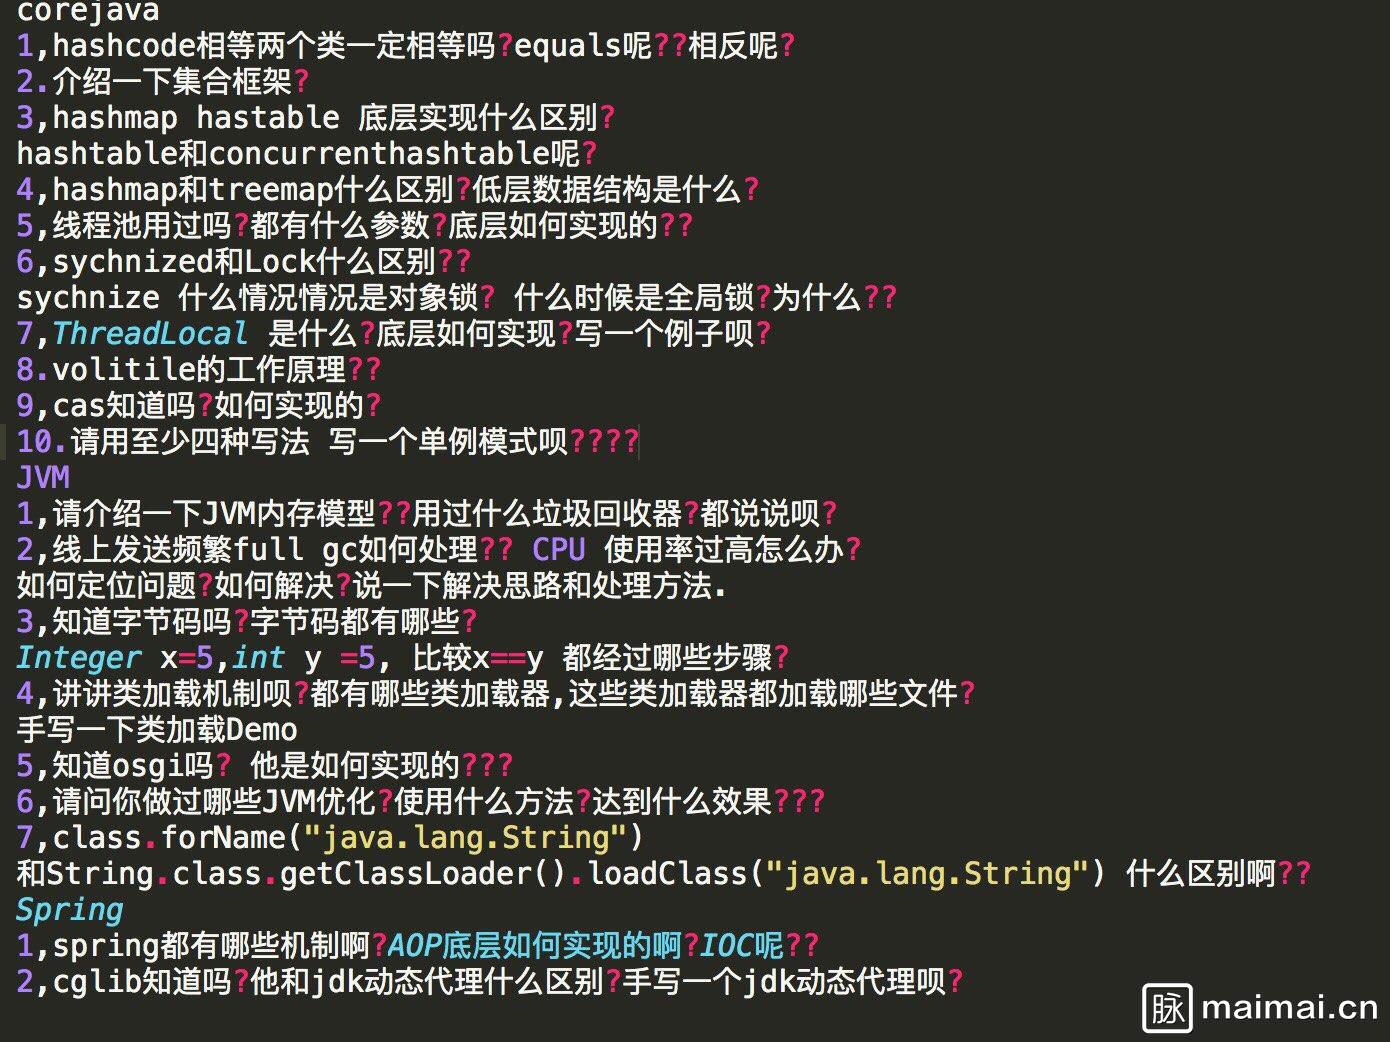 corejava
1,hashcode相等两个类一定相等吗?equals呢??相反呢?
2.介绍一下集合框架?
3,hashmap hastable 底层实现什么区别?
hashtable和concurrenthashtable呢?
4,hashmap和treemap什么区别?低层数据结构是什么?
5,线程池用过吗?都有什么参数?底层如何实现的??
6,sychnized和Lock什么区别??
sychnize 什么情况情况是对象锁? 什么时候是全局锁?为什么??
7,ThreadLocal 是什么?底层如何实现?写一个例子呗?
8.volitile的工作原理??
9,cas知道吗?如何实现的?
10.请用至少四种写法 写一个单例模式呗????
JVM
1,请介绍一下JVM内存模型??用过什么垃圾回收器?都说说呗?
2,线上发送频繁full gc如何处理?? CPU 使用率过高怎么办?
如何定位问题?如何解决?说一下解决思路和处理方法.
3,知道字节码吗?字节码都有哪些?
Integer x=5,int y =5, 比较x==y 都经过哪些步骤?
4,讲讲类加载机制呗?都有哪些类加载器,这些类加载器都加载哪些文件?
手写一下类加载Demo
5,知道osgi吗? 他是如何实现的???
6,请问你做过哪些JVM优化?使用什么方法?达到什么效果???
7,class.forName("java.lang.String")
和String.class.getClassLoader().loadClass("java.lang.String") 什么区别啊??
Spring
1,spring都有哪些机制啊?AOP底层如何实现的啊?IOC呢??
2,cglib知道吗?他和jdk动态代理什么区别?手写一个jdk动态代理呗?
脉 maimai.cn